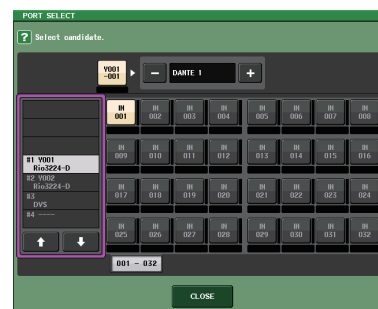 PORT SELECT
? Select candidate.
Y001
-001
DANTE 1
IN 001 IN 002 IN 003 IN 004 IN 005 IN 006 IN 007 IN 008
IN 009 IN 010 IN 011 IN 012 IN 013 IN 014 IN 015 IN 016
#1 Y001
Rio3224-D
#2 Y002
Rio3224-D
#3
DVS
#4 ----
IN 017 IN 018 IN 019 IN 020 IN 021 IN 022 IN 023 IN 024
IN 025 IN 026 IN 027 IN 028 IN 029 IN 030 IN 031 IN 032
001 - 032
CLOSE